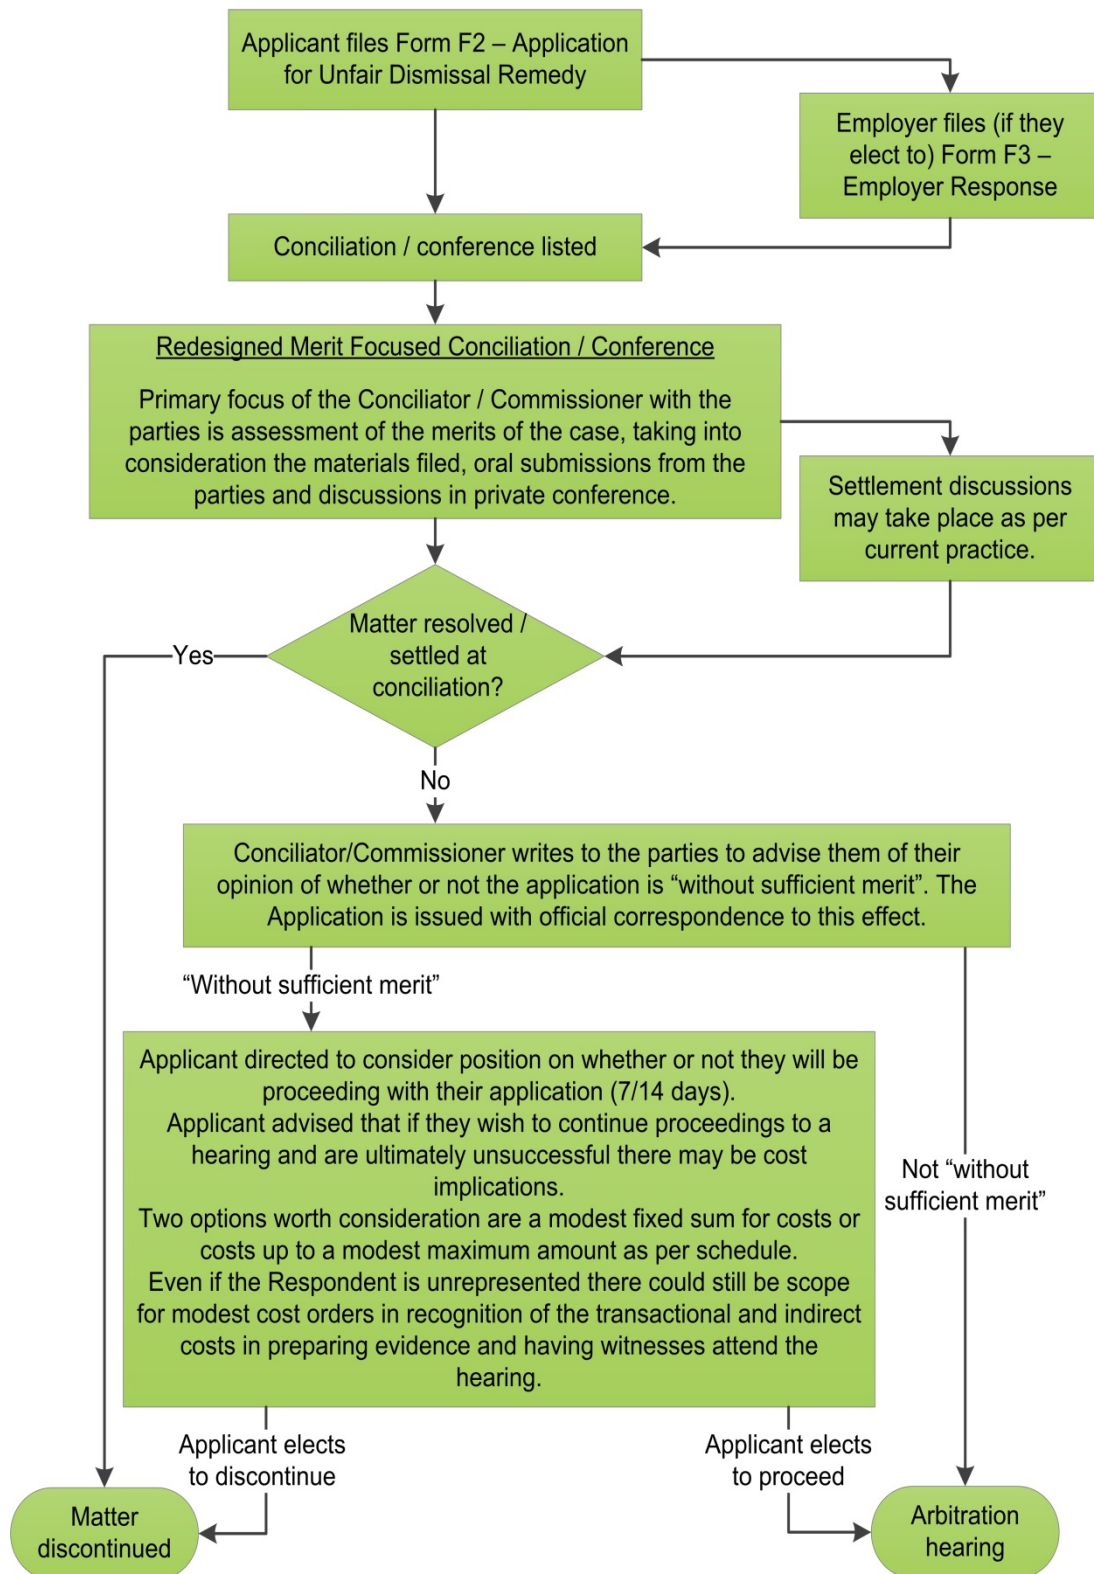 Applicant files Form F2 – Application
for Unfair Dismissal Remedy
Employer files (if they
elect to) Form F3 –
Employer Response
Conciliation / conference listed
Redesigned Merit Focused Conciliation / Conference
Primary focus of the Conciliator / Commissioner with the
parties is assessment of the merits of the case, taking into
consideration the materials filed, oral submissions from the
parties and discussions in private conference.
Settlement discussions
may take place as per
current practice.
Matter resolved /
settled at
conciliation?
Yes
No
Conciliator/Commissioner writes to the parties to advise them of their
opinion of whether or not the application is “without sufficient merit”. The
Application is issued with official correspondence to this effect.
“Without sufficient merit”
Applicant directed to consider position on whether or not they will be
proceeding with their application (7/14 days).
Applicant advised that if they wish to continue proceedings to a
hearing and are ultimately unsuccessful there may be cost
implications.
Two options worth consideration are a modest fixed sum for costs or
costs up to a modest maximum amount as per schedule.
Even if the Respondent is unrepresented there could still be scope
for modest cost orders in recognition of the transactional and indirect
costs in preparing evidence and having witnesses attend the
hearing.
Not “without
sufficient merit”
Applicant elects
to discontinue
Applicant elects
to proceed
Matter
discontinued
Arbitration
hearing